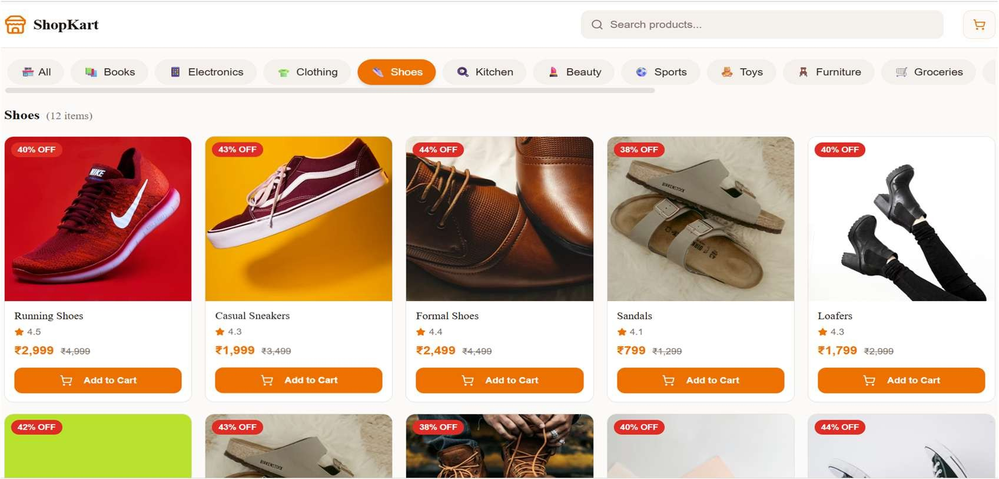 ShopKart
Search products...
All
Books
Electronics
Clothing
Shoes
Kitchen
Beauty
Sports
Toys
Furniture
Groceries
Shoes (12 items)
40% OFF
43% OFF
44% OFF
38% OFF
40% OFF
NIKE
BIRKENSTOCK
Running Shoes
Casual Sneakers
Formal Shoes
Sandals
Loafers
4.5
4.3
4.4
4.1
4.3
₹2,999 ₹4,999
₹1,999 ₹3,499
₹2,499 ₹4,499
₹799 ₹1,299
₹1,799 ₹2,999
Add to Cart
Add to Cart
Add to Cart
Add to Cart
Add to Cart
42% OFF
43% OFF
38% OFF
40% OFF
44% OFF
BIRKENSTOCK